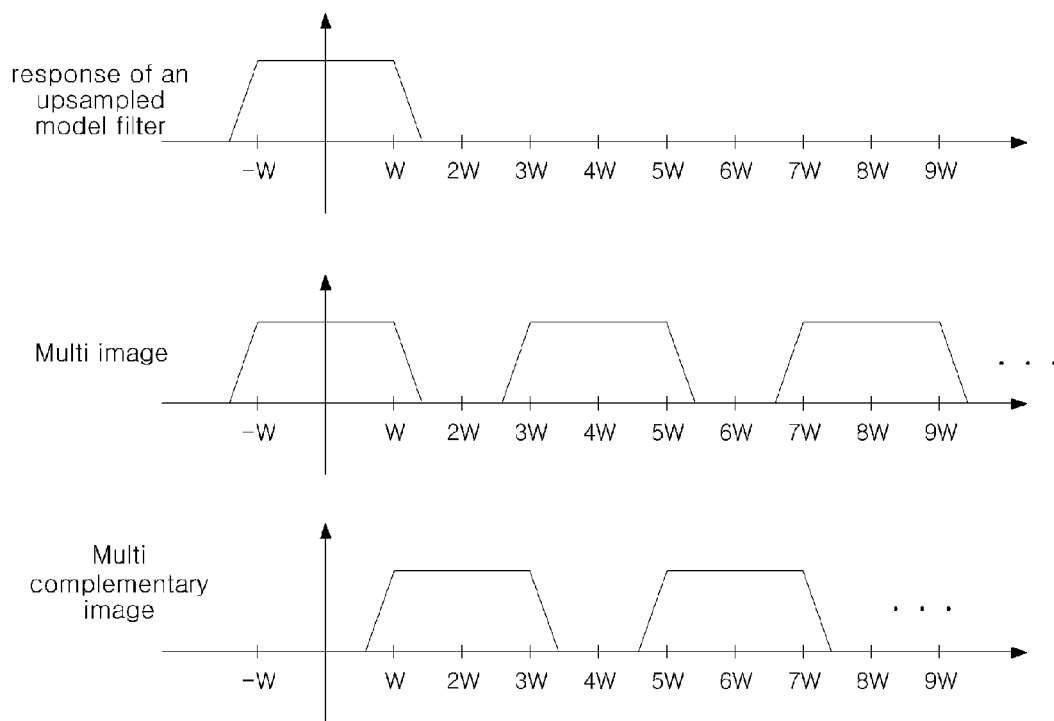 response of an
upsampled
model filter
-W W 2W 3W 4W 5W 6W 7W 8W 9W
Multi image
. . .
-W W 2W 3W 4W 5W 6W 7W 8W 9W
Multi
complementary
image
. . .
-W W 2W 3W 4W 5W 6W 7W 8W 9W